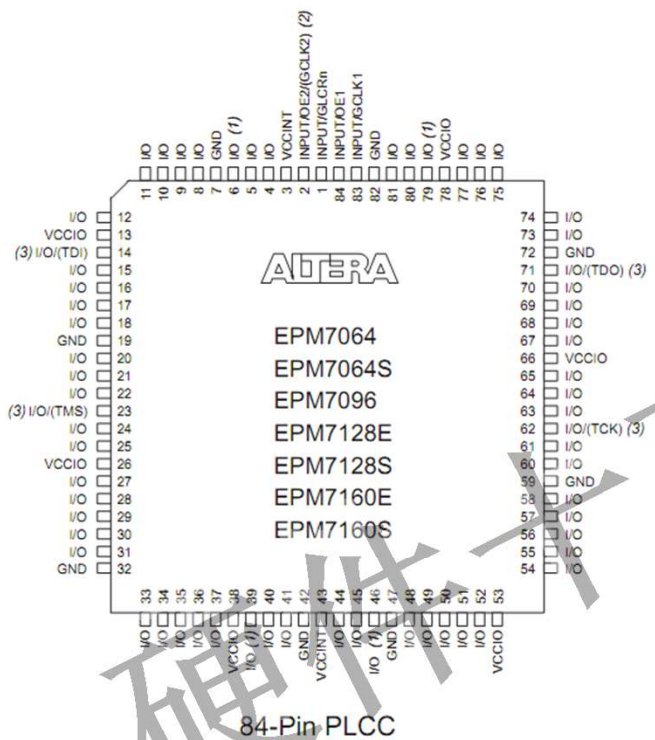 I/O I/O I/O I/O GND I/O (1) I/O I/O VCCINT INPUT/OE2/(GCLK2) (2) INPUT/GLCRn INPUT/OE1 INPUT/GCLK1 GND I/O I/O I/O (1) VCCIO I/O I/O I/O
11 10 9 8 7 6 5 4 3 2 1 84 83 82 81 80 79 78 77 76 75
I/O 12 74 I/O
VCCIO 13 73 I/O
(3) I/O/(TDI) 14 72 GND
I/O 15 71 I/O/(TDO) (3)
I/O 16 70 I/O
I/O 17 69 I/O
I/O 18 68 I/O
GND 19 67 I/O
I/O 20 66 VCCIO
I/O 21 65 I/O
I/O 22 64 I/O
(3) I/O/(TMS) 23 63 I/O
I/O 24 62 I/O/(TCK) (3)
I/O 25 61 I/O
VCCIO 26 60 I/O
I/O 27 59 GND
I/O 28 58 I/O
I/O 29 57 I/O
I/O 30 56 I/O
I/O 31 55 I/O
GND 32 54 I/O
ALTERA
EPM7064
EPM7064S
EPM7096
EPM7128E
EPM7128S
EPM7160E
EPM7160S
33 34 35 36 37 38 39 40 41 42 43 44 45 46 47 48 49 50 51 52 53
I/O I/O I/O I/O I/O VCCIO I/O (1) I/O I/O GND VCCINT I/O I/O I/O (1) GND I/O I/O I/O I/O I/O VCCIO
84-Pin PLCC
硬件十